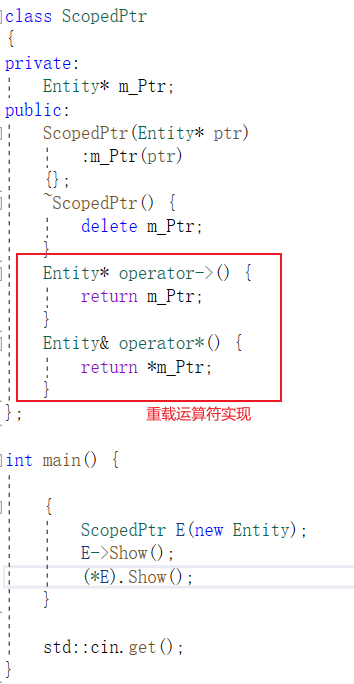 class ScopedPtr
{
private:
    Entity* m_Ptr;
public:
    ScopedPtr(Entity* ptr)
        :m_Ptr(ptr)
    {};
    ~ScopedPtr() {
        delete m_Ptr;
    }
    Entity* operator->() {
        return m_Ptr;
    }
    Entity& operator*() {
        return *m_Ptr;
    }
};
重载运算符实现
int main() {
    {
        ScopedPtr E(new Entity);
        E->Show();
        (*E).Show();
    }
    std::cin.get();
}